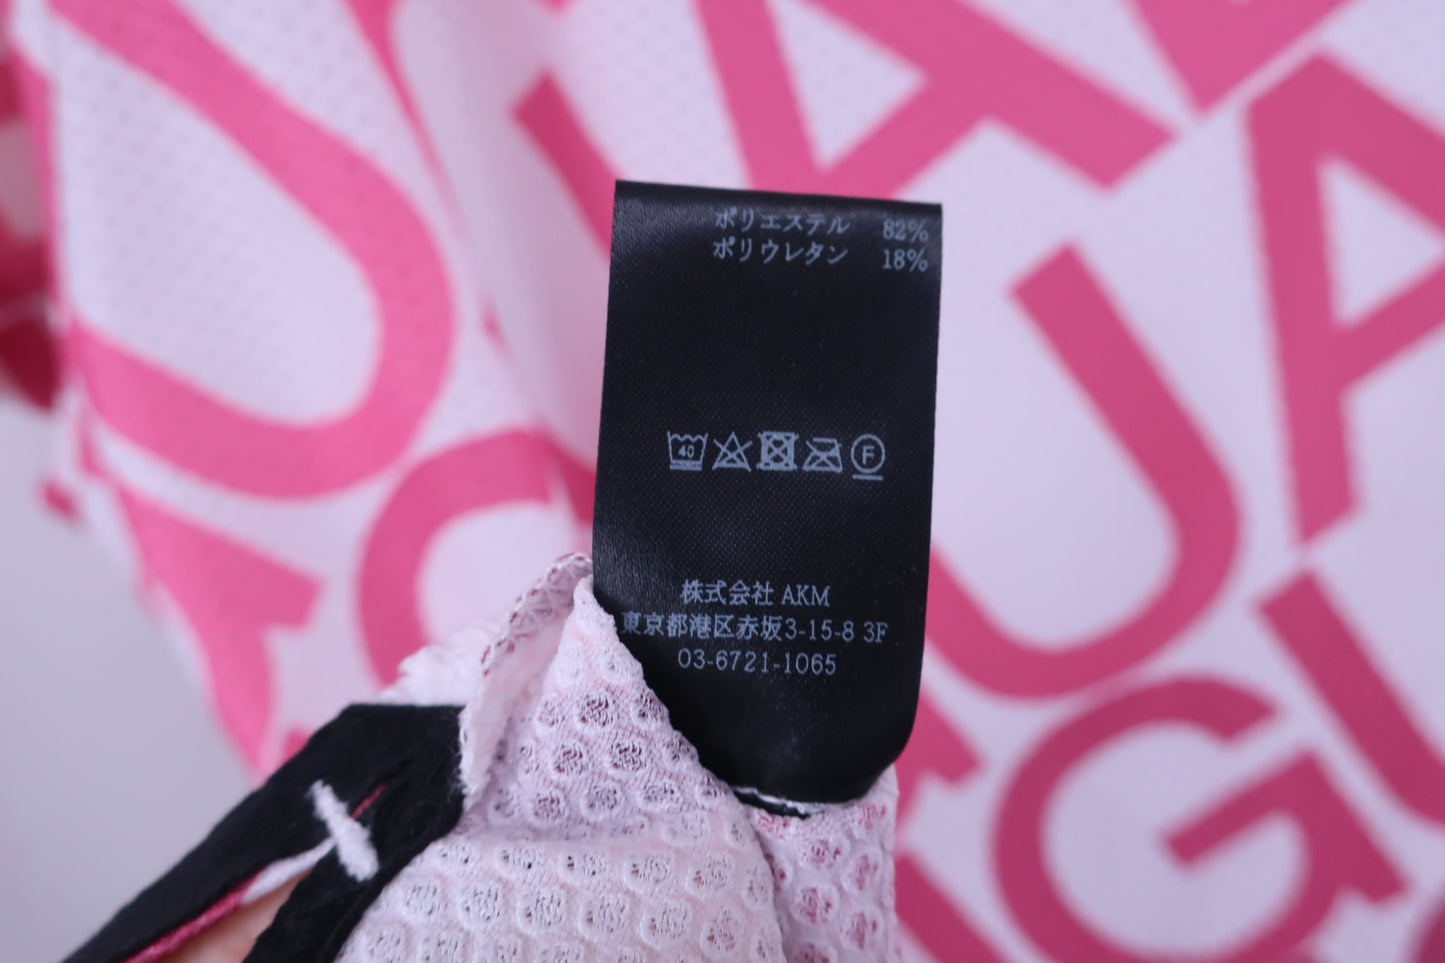 ポリエステル 82%
ポリウレタン 18%
40
F
株式会社 AKM
東京都港区赤坂3-15-8 3F
03-6721-1065